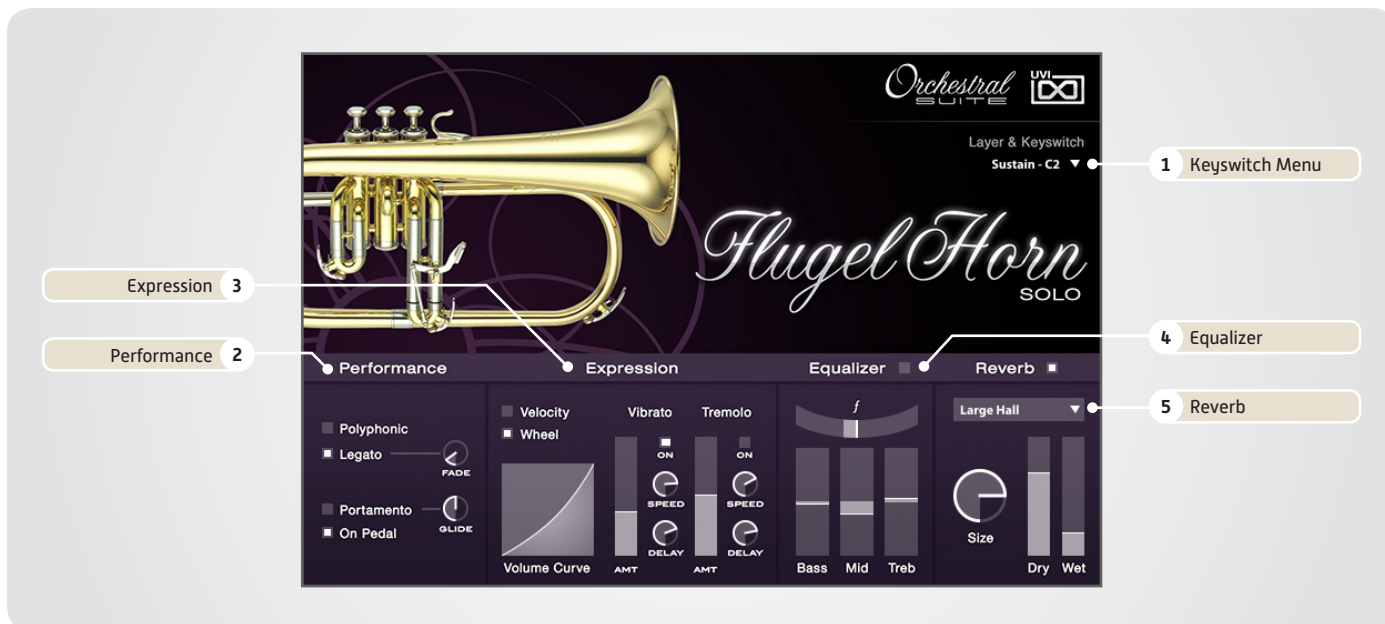 Orchestral
SUITE
UVI
Layer & Keyswitch
Sustain - C2
1 Keyswitch Menu
Flugel Horn
SOLO
Expression 3
Performance 2
4 Equalizer
5 Reverb
Performance
Polyphonic
Legato
FADE
Portamento
On Pedal
GLIDE
Expression
Velocity
Wheel
Volume Curve
Vibrato
ON
SPEED
DELAY
AMT
Tremolo
ON
SPEED
DELAY
AMT
Equalizer
f
Bass Mid Treb
Reverb
Large Hall
Size
Dry Wet